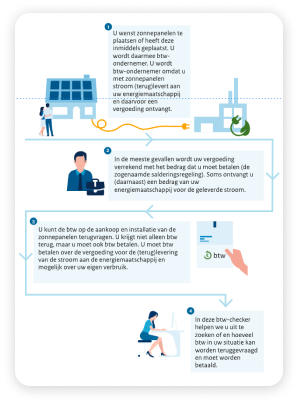 1
U wenst zonnepanelen te
plaatsen of heeft deze
inmiddels geplaatst. U
wordt daarmee btw-
ondernemer. U wordt
btw-ondernemer omdat u
met zonnepanelen
stroom (terug)levert aan
uw energiemaatschappij
en daarvoor een
vergoeding ontvangt.
2
In de meeste gevallen wordt uw vergoeding
verrekend met het bedrag dat u moet betalen (de
zogenaamde salderingsregeling). Soms ontvangt u
(daarnaast) een bedrag van uw
energiemaatschappij voor de geleverde stroom.
3
U kunt de btw op de aankoop en installatie van de
zonnepanelen terugvragen. U krijgt niet alleen btw
terug, maar u moet ook btw betalen. U moet btw
betalen over de vergoeding voor de (terug)levering
van de stroom aan de energiemaatschappij en
mogelijk over uw eigen verbruik.
btw
4
In deze btw-checker
helpen we u uit te
zoeken of en hoeveel
btw in uw situatie kan
worden teruggevraagd
en moet worden
betaald.